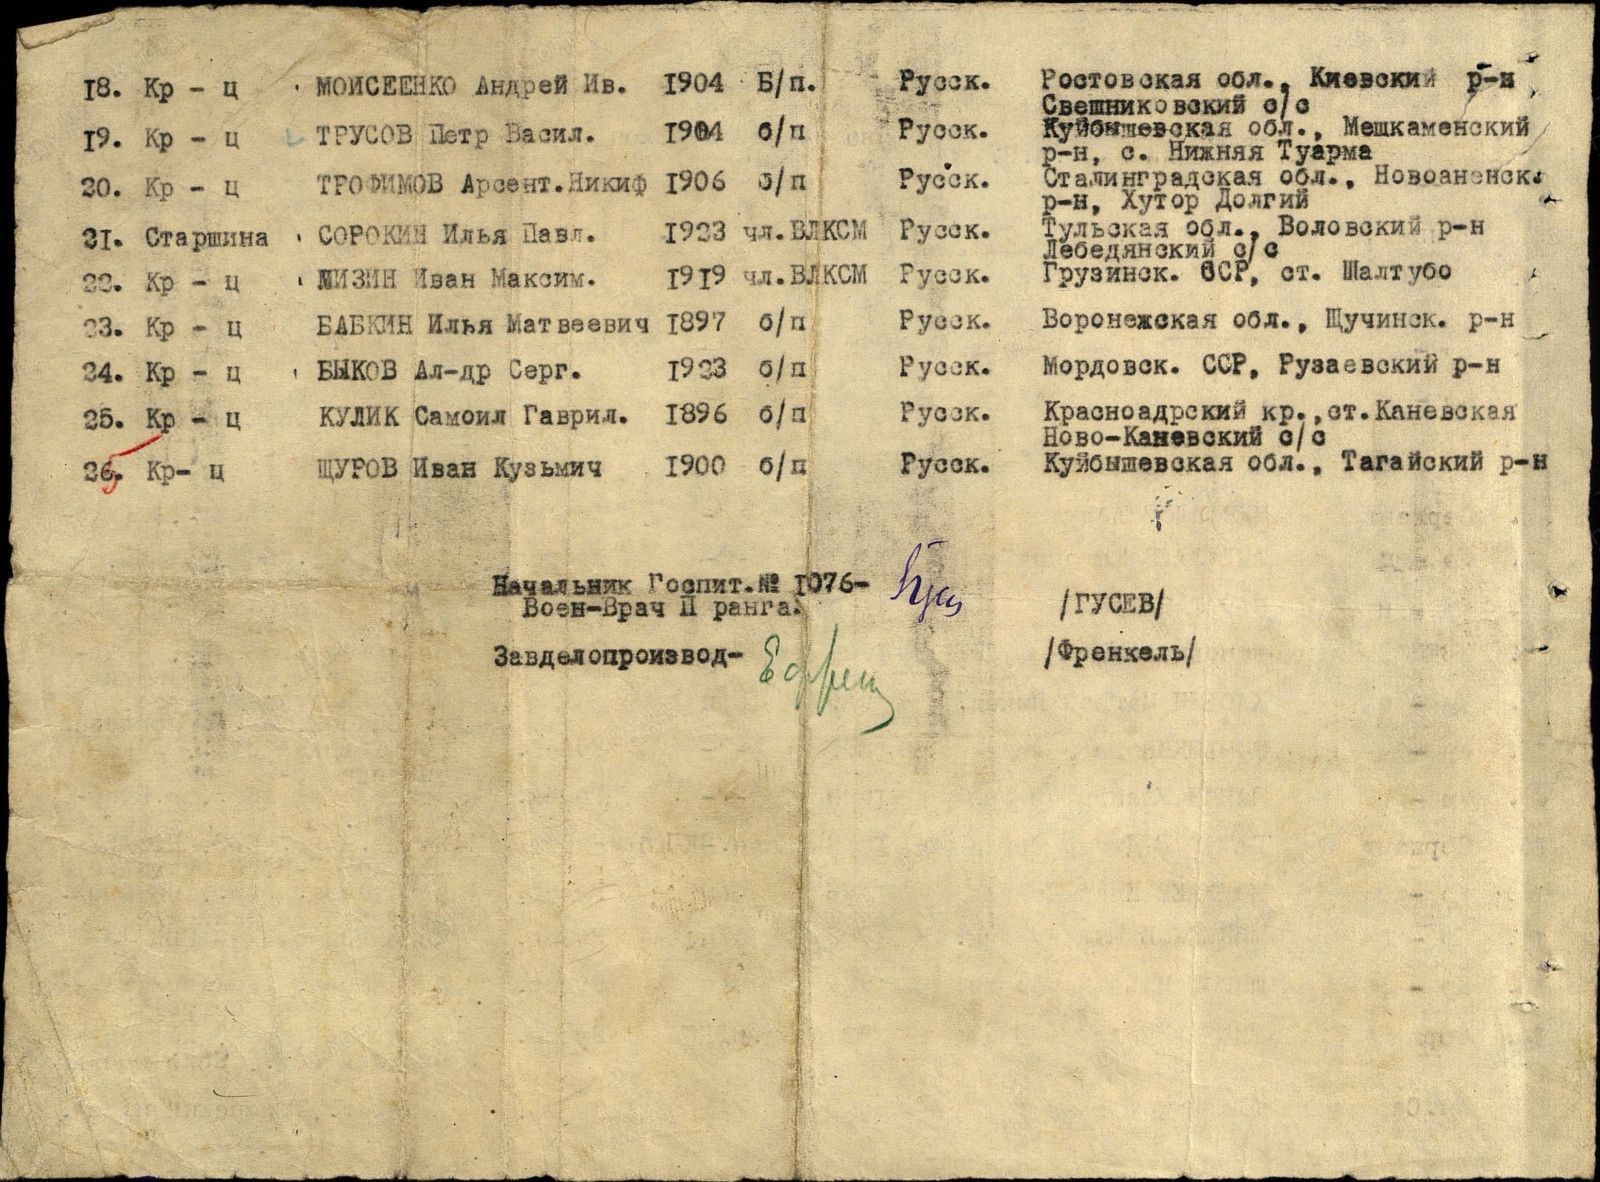 18. Кр - ц МОИСЕЕНКО Андрей Ив. 1904 Б/п. Русск. Ростовская обл., Киевский р-н
Свешниковский с/с
19. Кр - ц ТРУСОВ Петр Васил. 1904 б/п Русск. Куйбышевская обл., Мешкаменский
р-н, с. Нижняя Туарма
20. Кр - ц ТРОФИМОВ Арсент.Никиф 1906 б/п Русск. Сталинградская обл., Новоаненск.
р-н, Хутор Долгий
21. Старшина СОРОКИН Илья Павл. 1923 чл.ВЛКСМ Русск. Тульская обл., Воловский р-н
Лебедянский с/с
22. Кр - ц Иван Максим. 1919 чл.ВЛКСМ Русск. Грузинск. ССР, ст. Шалтубо
23. Кр - ц БАБКИН Илья Матвеевич 1897 б/п Русск. Воронежская обл., Щучинск. р-н
24. Кр - ц БЫКОВ Ал-др Серг. 1923 б/п Русск. Мордовск. ССР, Рузаевский р-н
25. Кр - ц КУЛИК Самоил Гаврил. 1896 б/п Русск. Красноадрский кр.,ст.Каневская
Ново-Каневский с/с
26. Кр- ц ЩУРОВ Иван Кузьмич 1900 б/п Русск. Куйбышевская обл., Тагайский р-н
Начальник Госпит.№ 1076-
Воен-Врач II ранга. /ГУСЕВ/
Завделопроизвод- /Френкель/